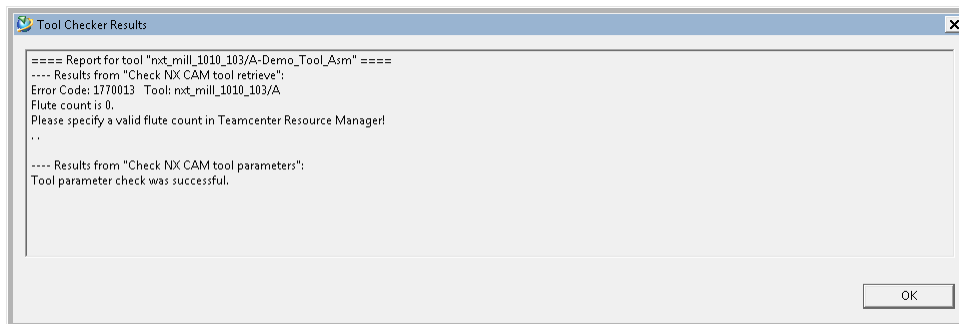 Tool Checker Results
==== Report for tool "nxt_mill_1010_103/A-Demo_Tool_Asm" ====
---- Results from "Check NX CAM tool retrieve":
Error Code: 1770013   Tool: nxt_mill_1010_103/A
Flute count is 0.
Please specify a valid flute count in Teamcenter Resource Manager!
. .
---- Results from "Check NX CAM tool parameters":
Tool parameter check was successful.
OK